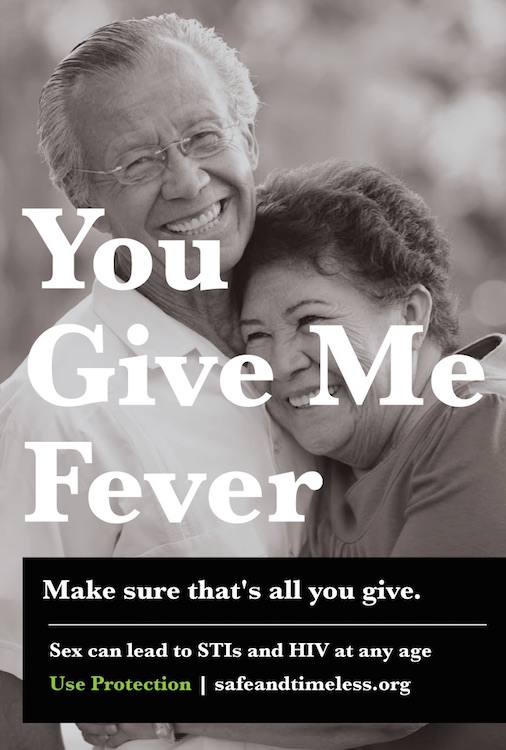 You
Give Me
Fever
Make sure that's all you give.
Sex can lead to STIs and HIV at any age
Use Protection | safeandtimeless.org